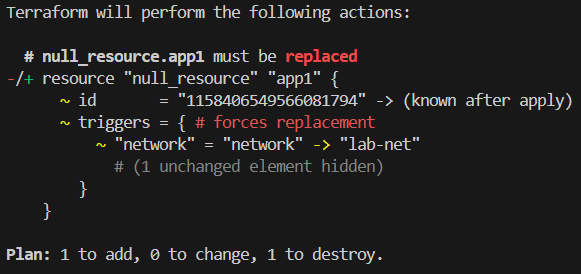 Terraform will perform the following actions:
# null_resource.app1 must be replaced
-/+ resource "null_resource" "app1" {
~ id       = "1158406549566081794" -> (known after apply)
~ triggers = { # forces replacement
~ "network" = "network" -> "lab-net"
# (1 unchanged element hidden)
}
}
Plan: 1 to add, 0 to change, 1 to destroy.